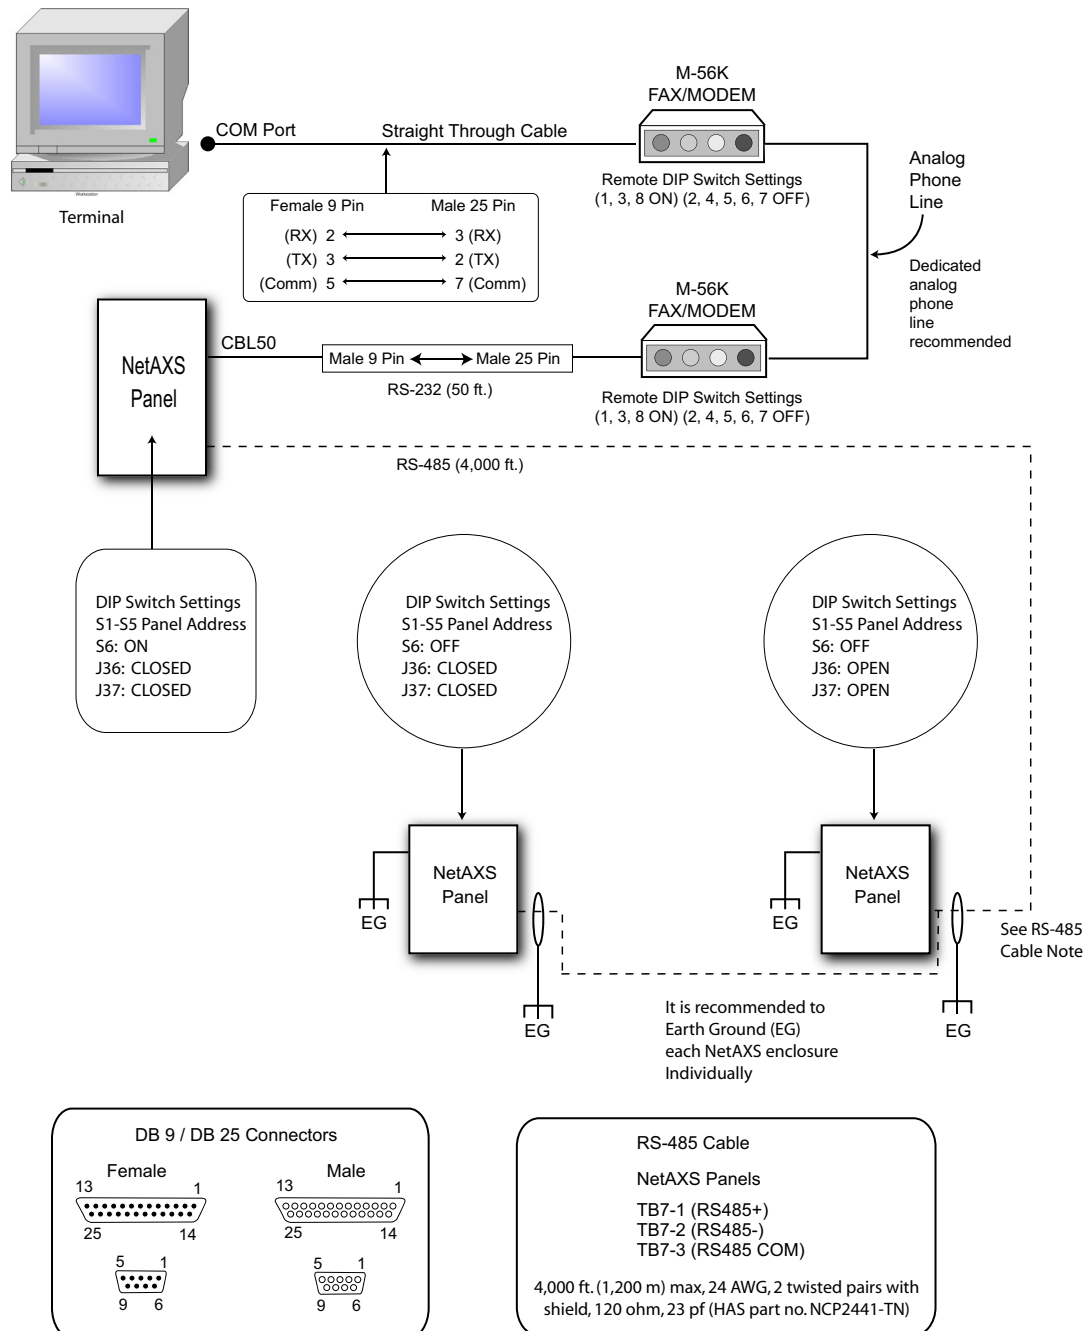 M-56K
FAX/MODEM
COM Port
Straight Through Cable
Workstation
Terminal
Remote DIP Switch Settings
(1, 3, 8 ON) (2, 4, 5, 6, 7 OFF)
Analog
Phone
Line
Female 9 Pin Male 25 Pin
(RX) 2 3 (RX)
(TX) 3 2 (TX)
(Comm) 5 7 (Comm)
Dedicated
analog
phone
line
recommended
M-56K
FAX/MODEM
NetAXS
Panel
CBL50
Male 9 Pin Male 25 Pin
RS-232 (50 ft.)
Remote DIP Switch Settings
(1, 3, 8 ON) (2, 4, 5, 6, 7 OFF)
RS-485 (4,000 ft.)
DIP Switch Settings
S1-S5 Panel Address
S6: ON
J36: CLOSED
J37: CLOSED
DIP Switch Settings
S1-S5 Panel Address
S6: OFF
J36: CLOSED
J37: CLOSED
DIP Switch Settings
S1-S5 Panel Address
S6: OFF
J36: OPEN
J37: OPEN
NetAXS
Panel
EG
EG
NetAXS
Panel
EG
EG
See RS-485
Cable Note
It is recommended to
Earth Ground (EG)
each NetAXS enclosure
Individually
DB 9 / DB 25 Connectors
Female Male
13 1 13 1
25 14 25 14
5 1 5 1
9 6 9 6
RS-485 Cable
NetAXS Panels
TB7-1 (RS485+)
TB7-2 (RS485-)
TB7-3 (RS485 COM)
4,000 ft. (1,200 m) max, 24 AWG, 2 twisted pairs with
shield, 120 ohm, 23 pf (HAS part no. NCP2441-TN)